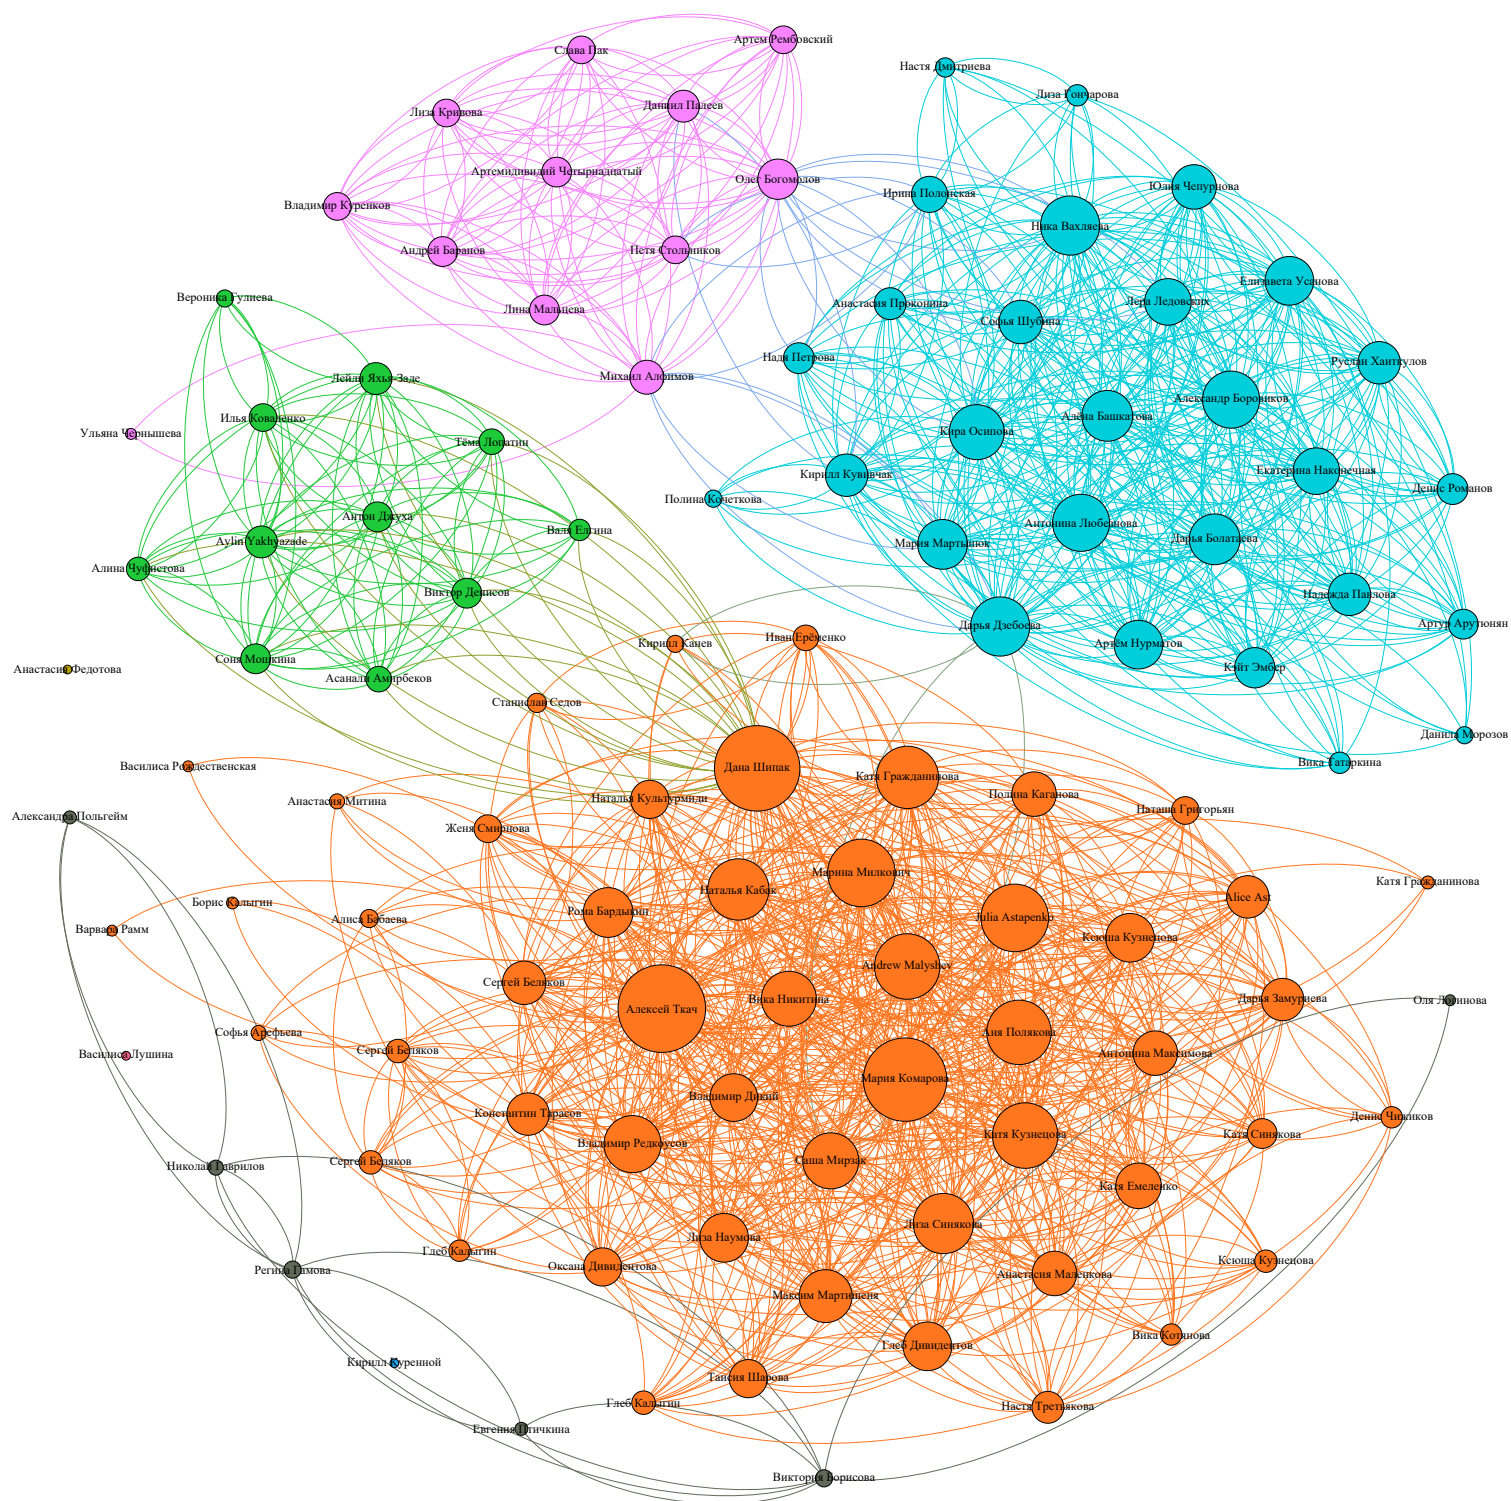 Артем Рембовский
Слава Пак
Настя Дмитриева
Лиза Гончарова
Даниил Палеев
Лиза Кривова
Артемидивидий Четырнадцатый
Олег Богомолов
Юлия Чепурнова
Ирина Полонская
Владимир Куренков
Ника Вахляева
Андрей Баранов
Петя Стольников
Елизавета Усанова
Вероника Гулиева
Анастасия Проконина
Лера Ледовских
Лина Мальцева
Софья Шубина
Надя Петрова
Руслан Хаиткулов
Лейли Яхья-Заде
Михаил Алфимов
Александр Боровиков
Илья Коваленко
Алёна Башкатова
Ульяна Чернышева
Кира Осипова
Тёма Лопатин
Екатерина Наконечная
Кирилл Кувивчак
Денис Романов
Полина Кочеткова
Антон Джуха
Антонина Любезнова
Валя Елгина
Дарья Болатаева
Aylin Yakhyazade
Мария Мартынюк
Алина Чуфистова
Виктор Денисов
Надежда Павлова
Артур Арутюнян
Дарья Дзебоева
Кирилл Канев
Иван Ерёменко
Артём Нурматов
Соня Мошкина
Кэйт Эмбер
Анастасия Федотова
Асанали Амирбеков
Станислав Седов
Данила Морозов
Вика Татаркина
Василиса Рождественская
Дана Шипак
Катя Гражданинова
Полина Каганова
Анастасия Митина
Наталья Культурмиди
Наташа Григорьян
Александра Польгейм
Женя Смирнова
Марина Милкович
Катя Гражданинова
Наталья Кабак
Alice Ast
Борис Калыгин
Рома Бардыкин
Алиса Бабаева
Julia Astapenko
Варвара Рамм
Ксюша Кузнецова
Andrew Malyshev
Сергей Беляков
Вика Никитина
Дарья Замуриева
Оля Логинова
Алексей Ткач
Софья Арефьева
Аня Полякова
Сергей Беляков
Антонина Максимова
Василиса Лушина
Мария Комарова
Владимир Дикий
Константин Тарасов
Денис Чижиков
Катя Синякова
Катя Кузнецова
Владимир Редкоусов
Саша Мирзак
Сергей Беляков
Николай Гаврилов
Катя Емеленко
Лиза Синякова
Лиза Наумова
Глеб Калыгин
Ксюша Кузнецова
Оксана Дивидентова
Регина Гамова
Анастасия Маленкова
Максим Мартишеня
Вика Котянова
Глеб Дивидентов
Кирилл Куренной
Таисия Шарова
Глеб Калыгин
Настя Третьякова
Евгения Птичкина
Виктория Борисова